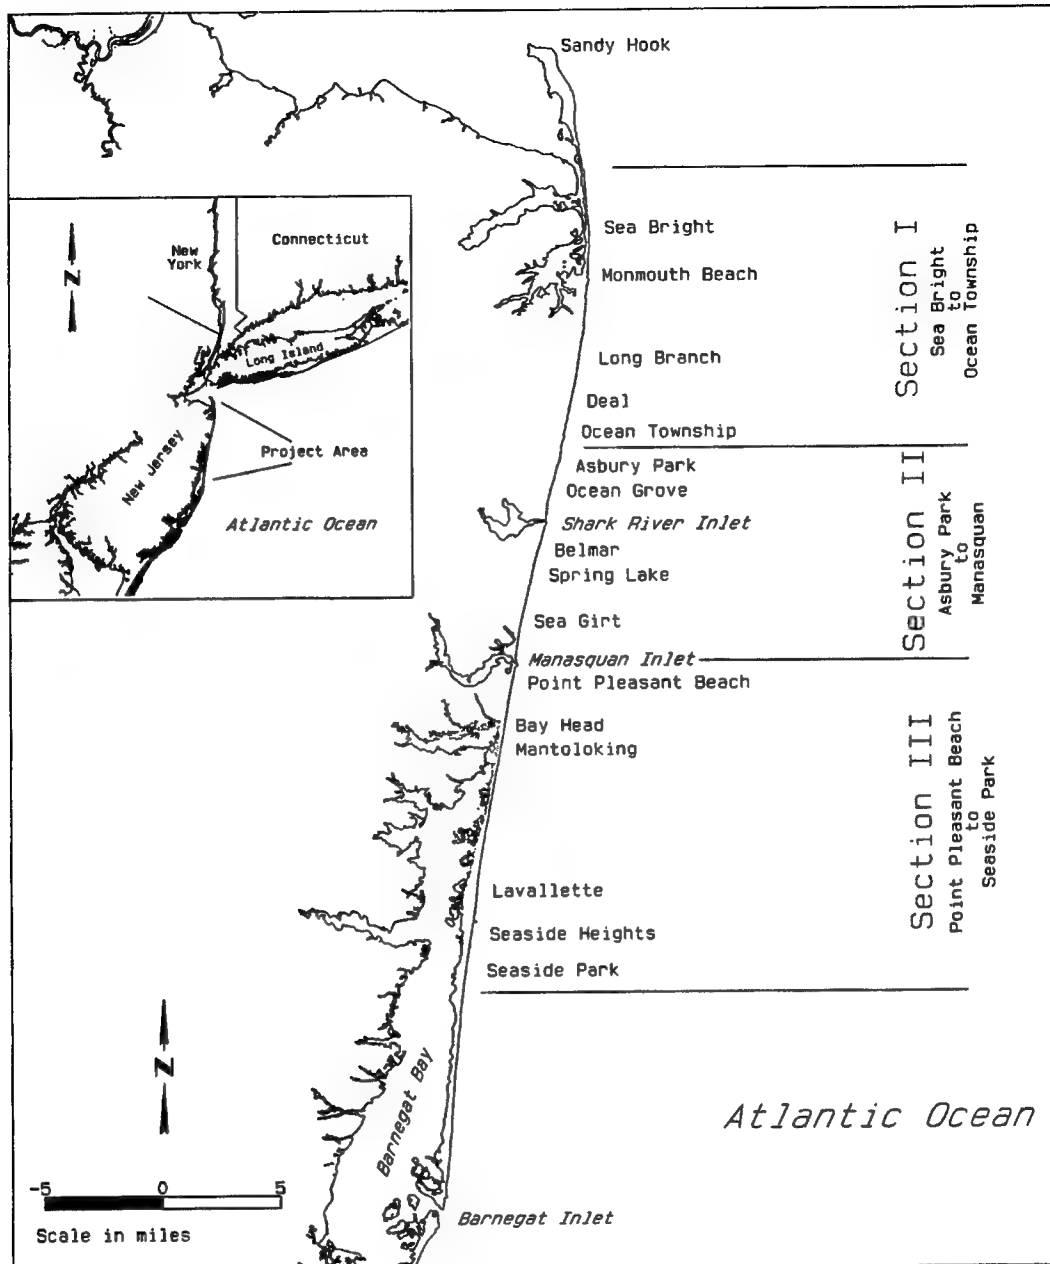 Sandy Hook
Sea Bright
Monmouth Beach
Long Branch
Deal
Ocean Township
Asbury Park
Ocean Grove
Shark River Inlet
Belmar
Spring Lake
Sea Girt
Manasquan Inlet
Point Pleasant Beach
Bay Head
Mantoloking
Lavallette
Seaside Heights
Seaside Park
Barnegat Bay
Barnegat Inlet
Atlantic Ocean
Section I
Sea Bright
to
Ocean Township
Section II
Asbury Park
to
Manasquan
Section III
Point Pleasant Beach
to
Seaside Park
N
New
York
Connecticut
Long Island
New Jersey
Project Area
Atlantic Ocean
N
-5 0 5
Scale in miles